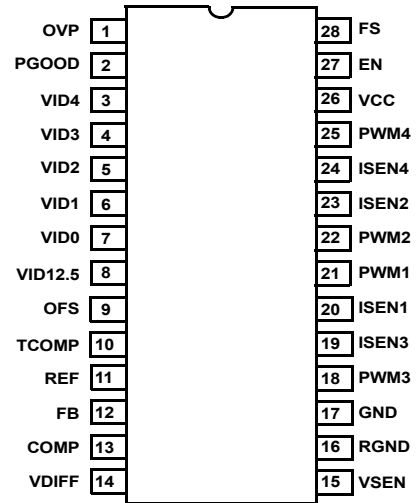 OVP 1 28 FS
PGOOD 2 27 EN
VID4 3 26 VCC
VID3 4 25 PWM4
VID2 5 24 ISEN4
VID1 6 23 ISEN2
VID0 7 22 PWM2
VID12.5 8 21 PWM1
OFS 9 20 ISEN1
TCOMP 10 19 ISEN3
REF 11 18 PWM3
FB 12 17 GND
COMP 13 16 RGND
VDIFF 14 15 VSEN